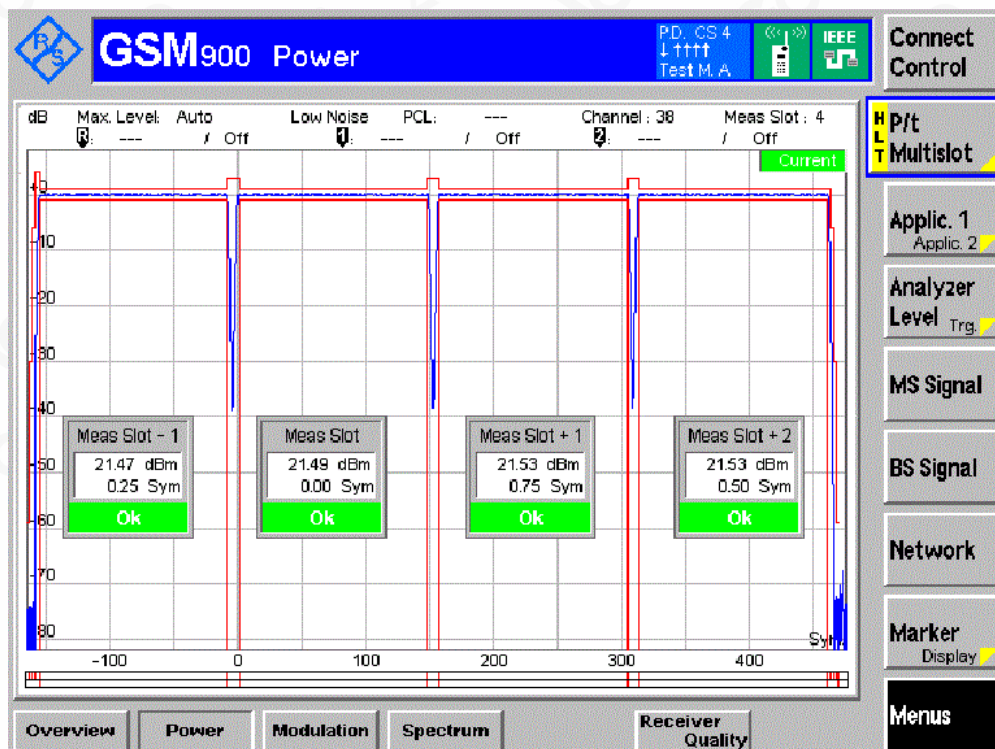 R/S
GSM900 Power
P.D. CS 4
↓↑↑↑↑
Test M. A
IEEE
Connect Control
dB Max. Level: Auto Low Noise PCL: --- Channel : 38 Meas Slot : 4
R: --- / Off 1: --- / Off 2: --- / Off
HLT P/t Multislot
Current
+0
-10
-20
-30
-40
-50
-60
-70
80
Applic. 1
Applic. 2
Analyzer
Level Trg.
MS Signal
Meas Slot - 1 Meas Slot Meas Slot + 1 Meas Slot + 2
21.47 dBm 21.49 dBm 21.53 dBm 21.53 dBm
0.25 Sym 0.00 Sym 0.75 Sym 0.50 Sym
Ok Ok Ok Ok
BS Signal
Network
-100 0 100 200 300 400
Marker
Display
Overview Power Modulation Spectrum Receiver Quality
Menus